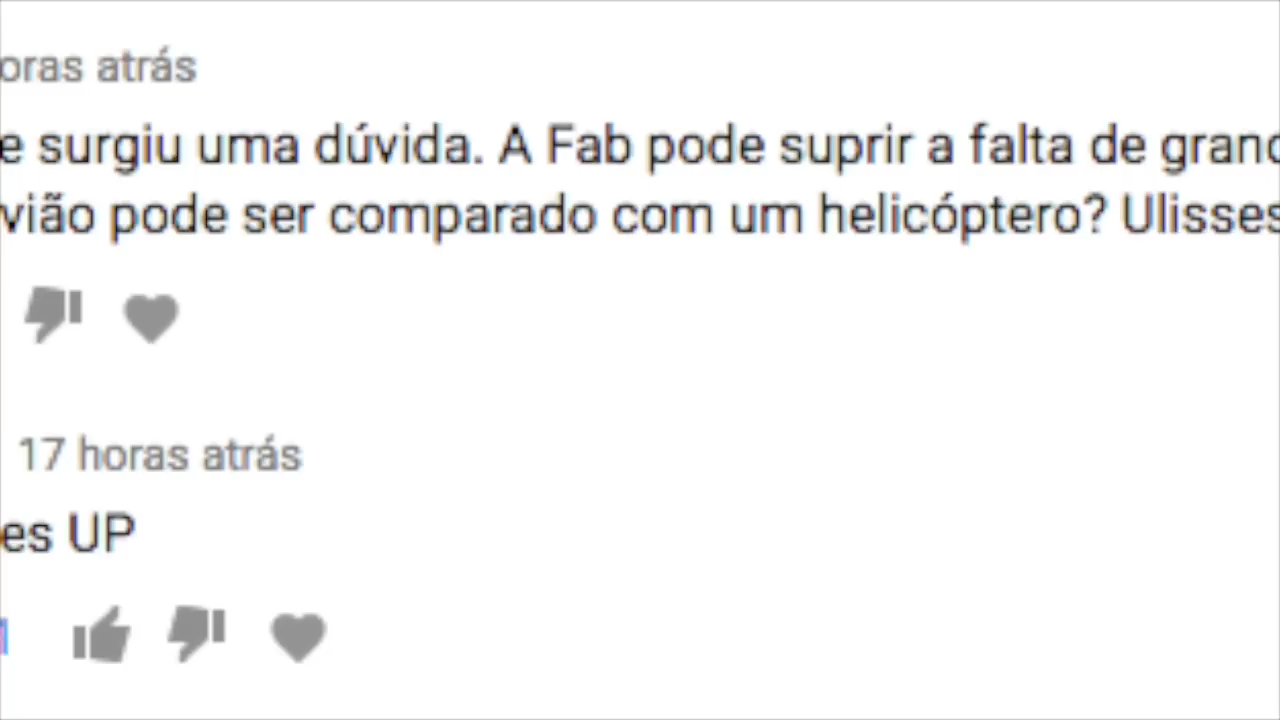 oras atrás
e surgiu uma dúvida. A Fab pode suprir a falta de grand
vião pode ser comparado com um helicóptero? Ulisses
17 horas atrás
es UP